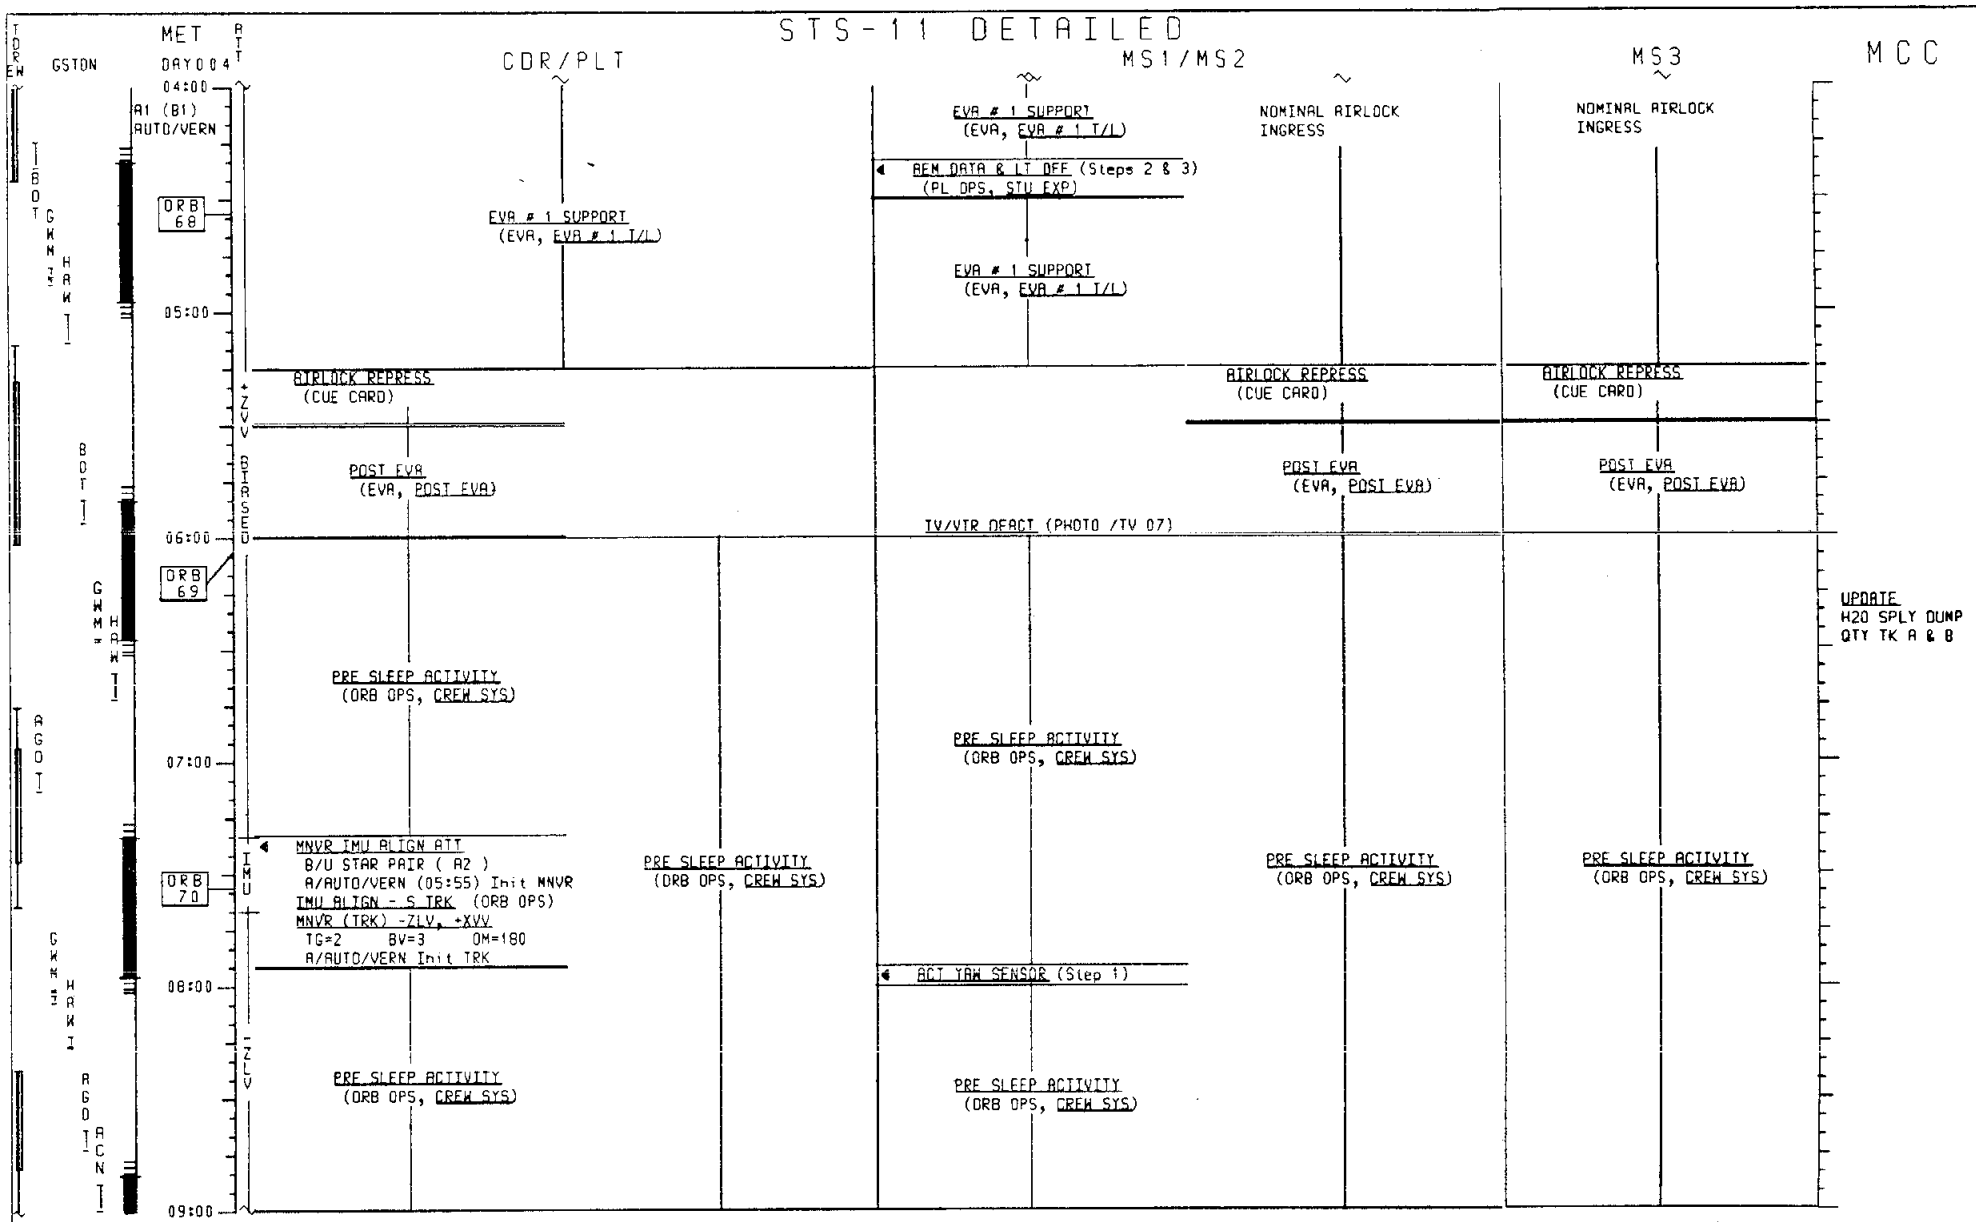 STS-11 DETAILED
TDRE W
GSTDN
MET
ATT
CDR/PLT
MS1/MS2
MS3
MCC
DAY004
04:00
A1 (B1)
AUTO/VERN
ORB
68
05:00
06:00
ORB
69
07:00
ORB
70
08:00
09:00
BOT
GWM
HAW
BOT
GWM
HAW
AGO
GWM
HAW
AGO
ACN
+ZVV BIASED
IMU
-ZLV
EVA # 1 SUPPORT
(EVA, EVA # 1 T/L)
AIRLOCK REPRESS
(CUE CARD)
POST EVA
(EVA, POST EVA)
PRE SLEEP ACTIVITY
(ORB OPS, CREW SYS)
MNVR IMU ALIGN ATT
B/U STAR PAIR ( A2 )
A/AUTO/VERN (05:55) Init MNVR
IMU ALIGN - S TRK (ORB OPS)
MNVR (TRK) -ZLV, +XVV
TG=2 BV=3 OM=180
A/AUTO/VERN Init TRK
PRE SLEEP ACTIVITY
(ORB OPS, CREW SYS)
PRE SLEEP ACTIVITY
(ORB OPS, CREW SYS)
EVA # 1 SUPPORT
(EVA, EVA # 1 T/L)
REM DATA & LT OFF (Steps 2 & 3)
(PL OPS, STU EXP)
EVA # 1 SUPPORT
(EVA, EVA # 1 T/L)
TV/VTR DEACT (PHOTO /TV 07)
PRE SLEEP ACTIVITY
(ORB OPS, CREW SYS)
ACT YAW SENSOR (Step 1)
PRE SLEEP ACTIVITY
(ORB OPS, CREW SYS)
NOMINAL AIRLOCK
INGRESS
AIRLOCK REPRESS
(CUE CARD)
POST EVA
(EVA, POST EVA)
PRE SLEEP ACTIVITY
(ORB OPS, CREW SYS)
NOMINAL AIRLOCK
INGRESS
AIRLOCK REPRESS
(CUE CARD)
POST EVA
(EVA, POST EVA)
PRE SLEEP ACTIVITY
(ORB OPS, CREW SYS)
UPDATE
H2O SPLY DUMP
QTY TK A & B